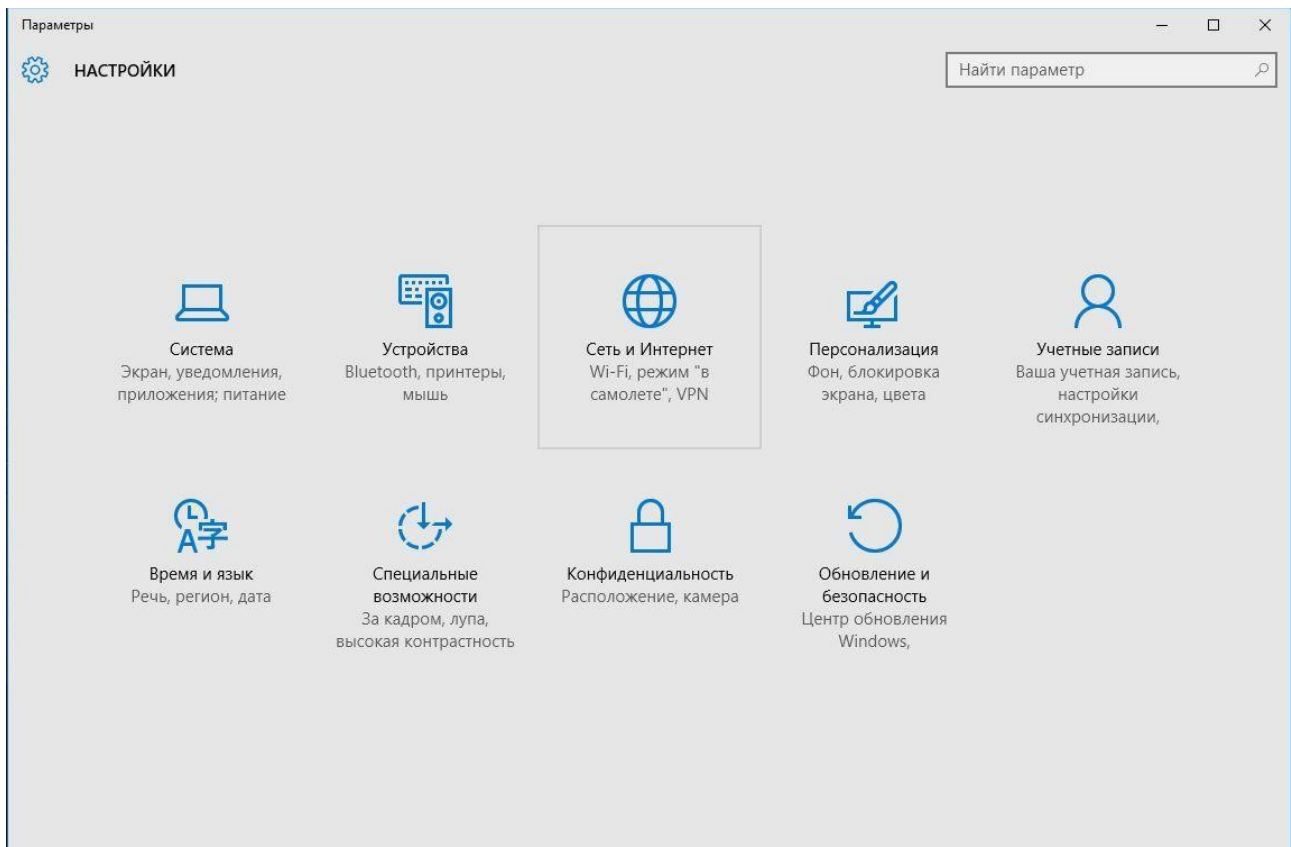 Параметры
НАСТРОЙКИ
Найти параметр
Система
Экран, уведомления,
приложения; питание
Устройства
Bluetooth, принтеры,
мышь
Сеть и Интернет
Wi-Fi, режим "в
самолете", VPN
Персонализация
Фон, блокировка
экрана, цвета
Учетные записи
Ваша учетная запись,
настройки
синхронизации,
Время и язык
Речь, регион, дата
Специальные
возможности
За кадром, лупа,
высокая контрастность
Конфиденциальность
Расположение, камера
Обновление и
безопасность
Центр обновления
Windows,